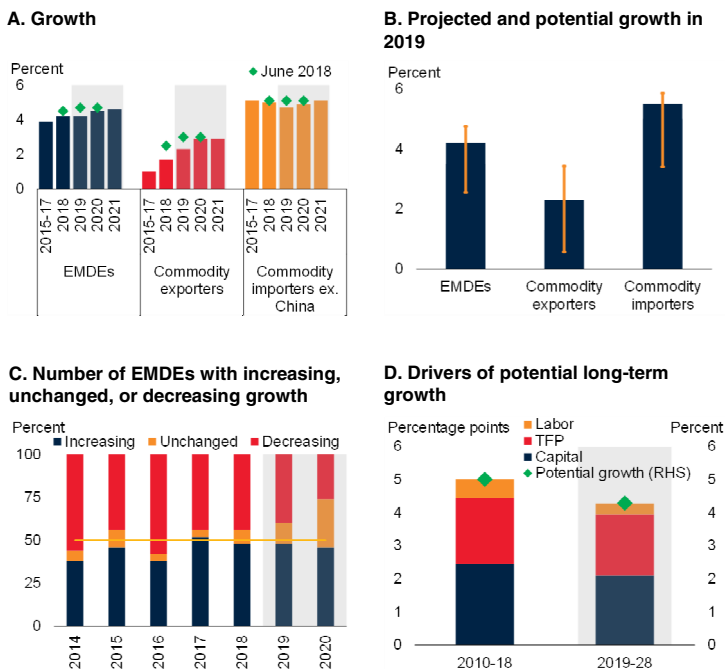 A. Growth
Percent
June 2018
6
4
2
0
2015-17
2018
2019
2020
2021
2015-17
2018
2019
2020
2021
2015-17
2018
2019
2020
2021
EMDEs
Commodity
exporters
Commodity
importers ex.
China
B. Projected and potential growth in
2019
Percent
6
4
2
0
EMDEs
Commodity
exporters
Commodity
importers
C. Number of EMDEs with increasing,
unchanged, or decreasing growth
Percent
Increasing Unchanged Decreasing
100
75
50
25
0
2014
2015
2016
2017
2018
2019
2020
D. Drivers of potential long-term
growth
Percentage points
Percent
Labor
TFP
Capital
Potential growth (RHS)
6
5
4
3
2
1
0
6
5
4
3
2
1
0
2010-18
2019-28